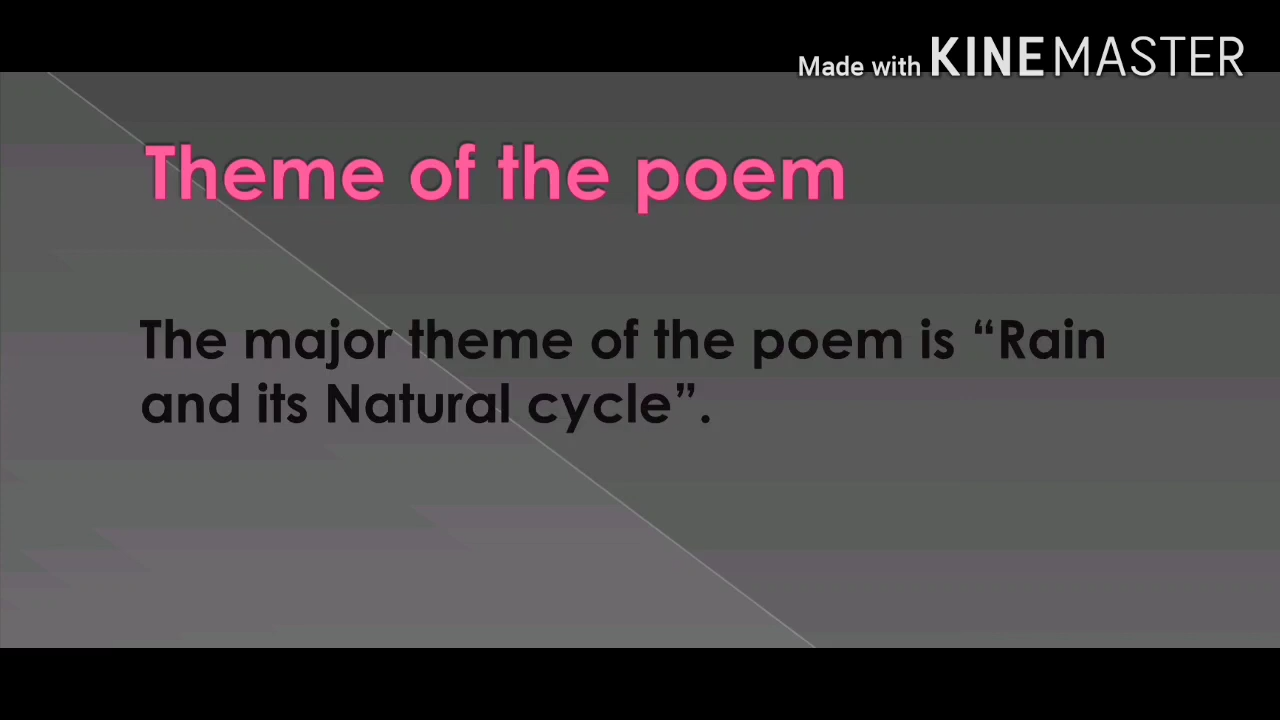 Made with KINEMASTER
Theme of the poem
The major theme of the poem is “Rain
and its Natural cycle”.